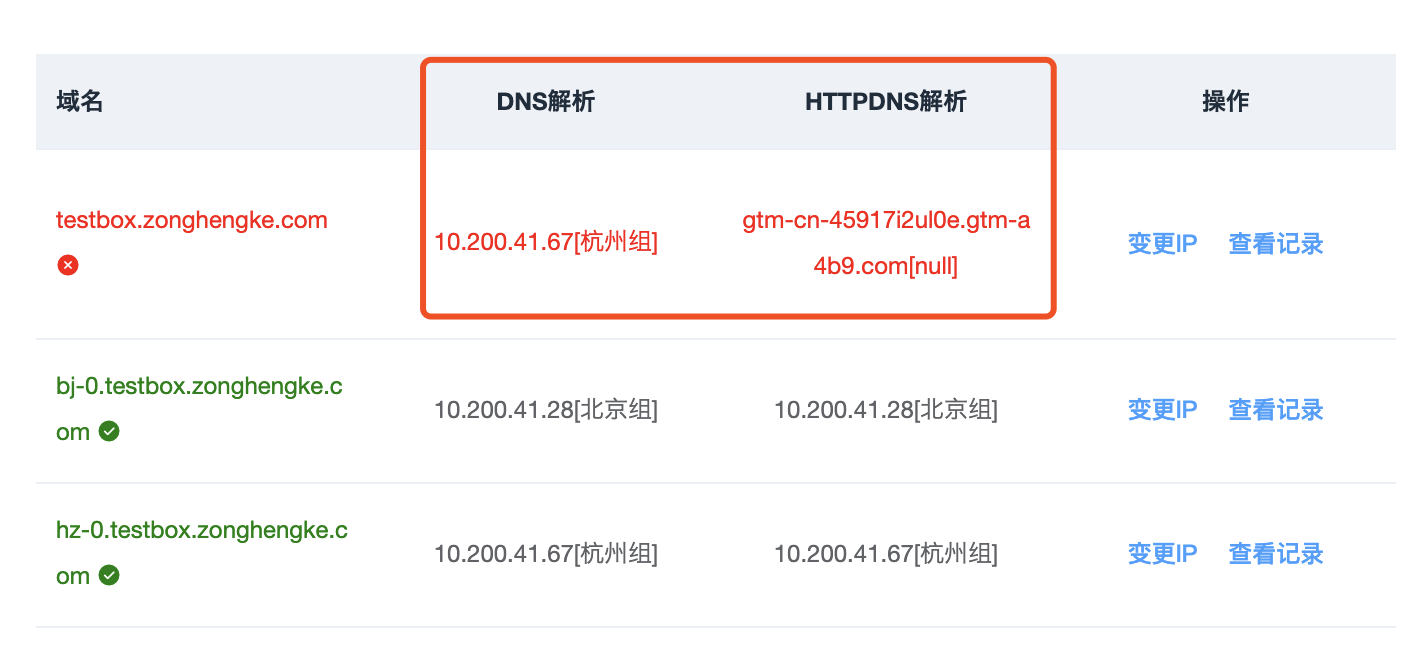 域名 DNS解析 HTTPDNS解析 操作
testbox.zonghengke.com
10.200.41.67[杭州组]
gtm-cn-45917i2ul0e.gtm-a
4b9.com[null]
变更IP 查看记录
bj-0.testbox.zonghengke.c
om
10.200.41.28[北京组] 10.200.41.28[北京组] 变更IP 查看记录
hz-0.testbox.zonghengke.c
om
10.200.41.67[杭州组] 10.200.41.67[杭州组] 变更IP 查看记录